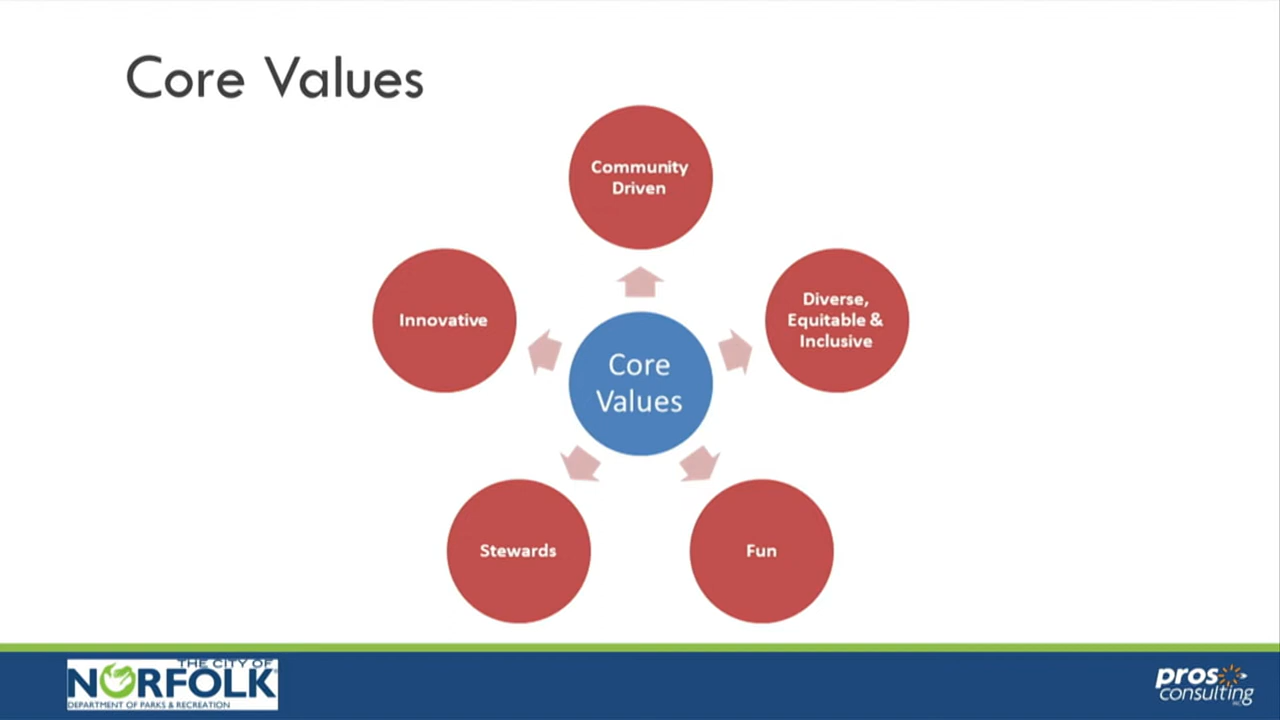 Core Values
Community
Driven
Diverse,
Equitable &
Inclusive
Innovative
Core
Values
Stewards
Fun
THE CITY OF
NORFOLK
DEPARTMENT OF PARKS & RECREATION
pros
consulting
INC.